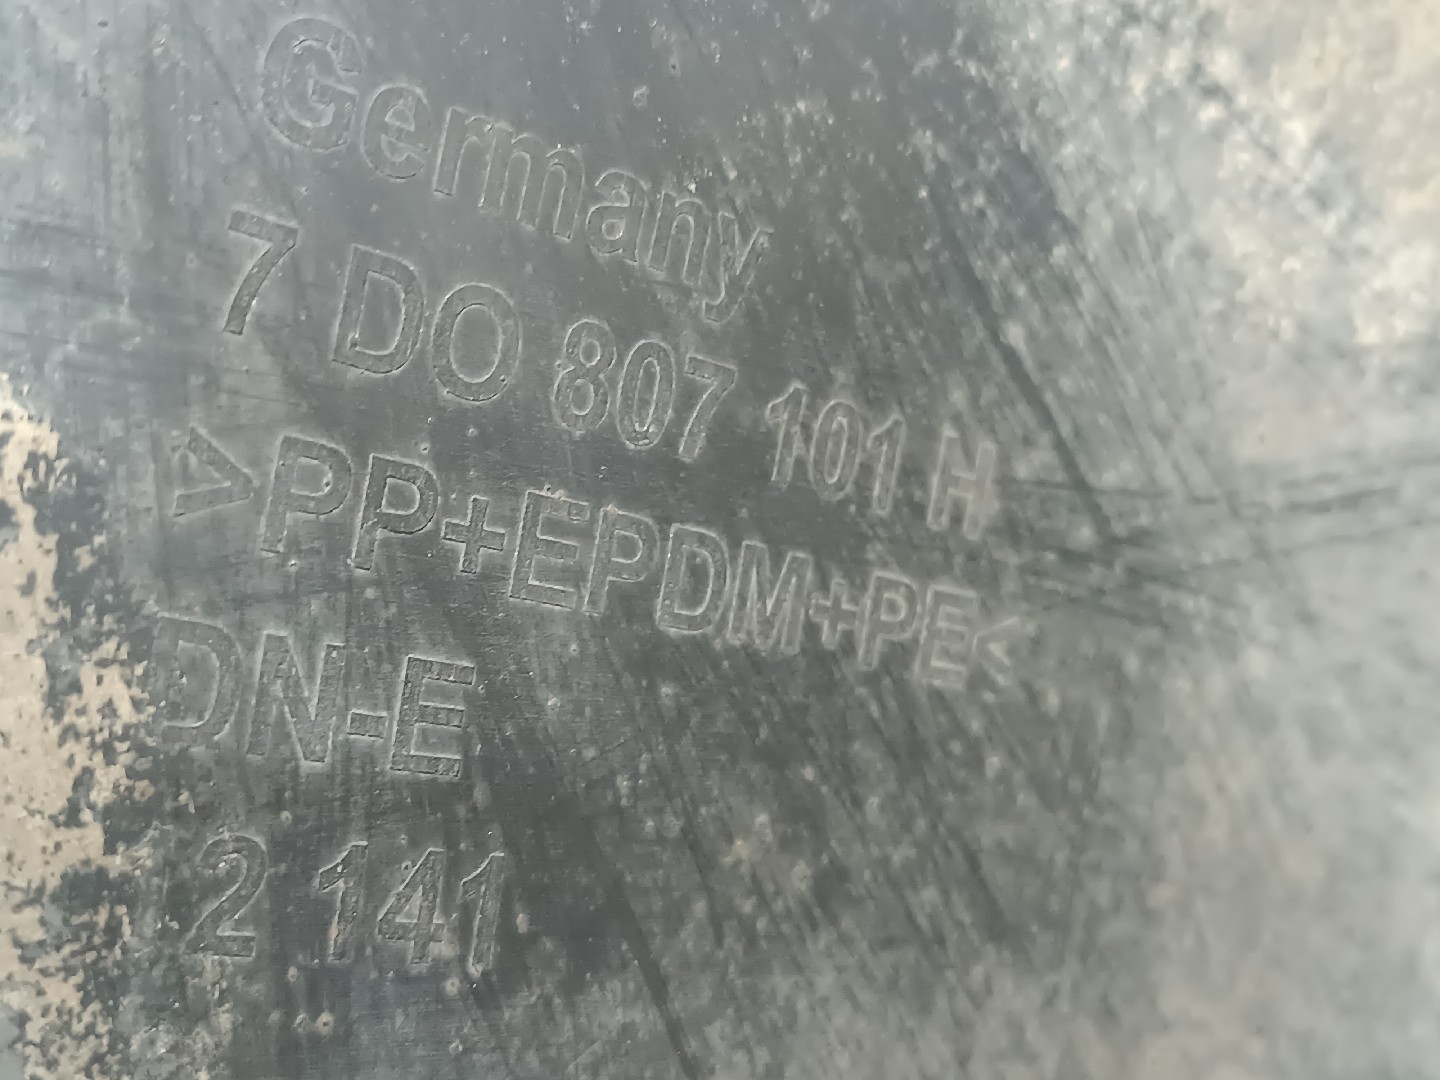 Germany
7 DO 807 101 H
>PP+EPDM+PE<
DN-E
2 141